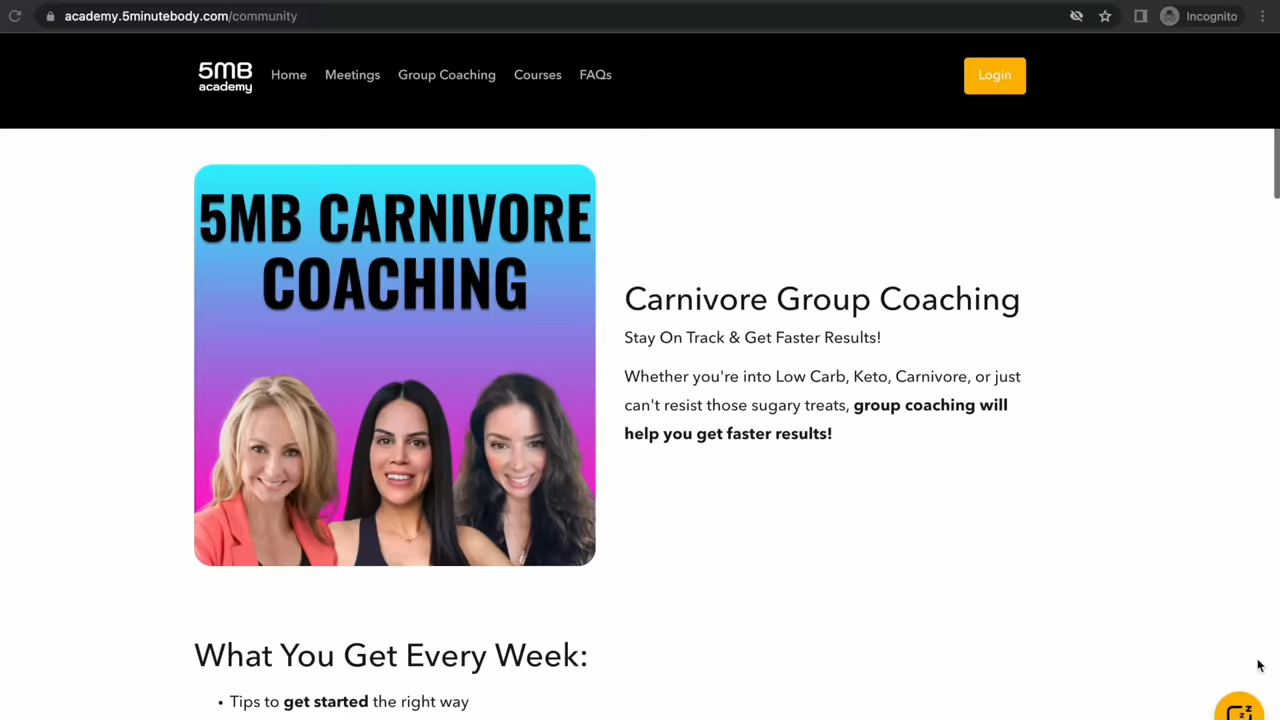 academy.5minutebody.com/community
Incognito
5MB
academy
Home Meetings Group Coaching Courses FAQs
Login
5MB CARNIVORE
COACHING
Carnivore Group Coaching
Stay On Track & Get Faster Results!
Whether you're into Low Carb, Keto, Carnivore, or just
can't resist those sugary treats, group coaching will
help you get faster results!
What You Get Every Week:
• Tips to get started the right way